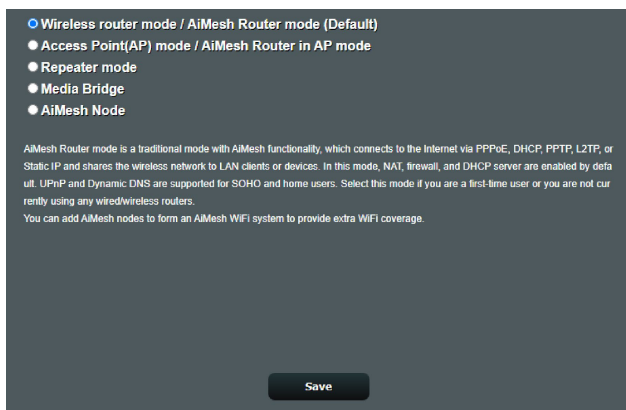 Wireless router mode / AiMesh Router mode (Default)
Access Point(AP) mode / AiMesh Router in AP mode
Repeater mode
Media Bridge
AiMesh Node
AiMesh Router mode is a traditional mode with AiMesh functionality, which connects to the Internet via PPPoE, DHCP, PPTP, L2TP, or
Static IP and shares the wireless network to LAN clients or devices. In this mode, NAT, firewall, and DHCP server are enabled by defa
ult. UPnP and Dynamic DNS are supported for SOHO and home users. Select this mode if you are a first-time user or you are not cur
rently using any wired/wireless routers.
You can add AiMesh nodes to form an AiMesh WiFi system to provide extra WiFi coverage.
Save